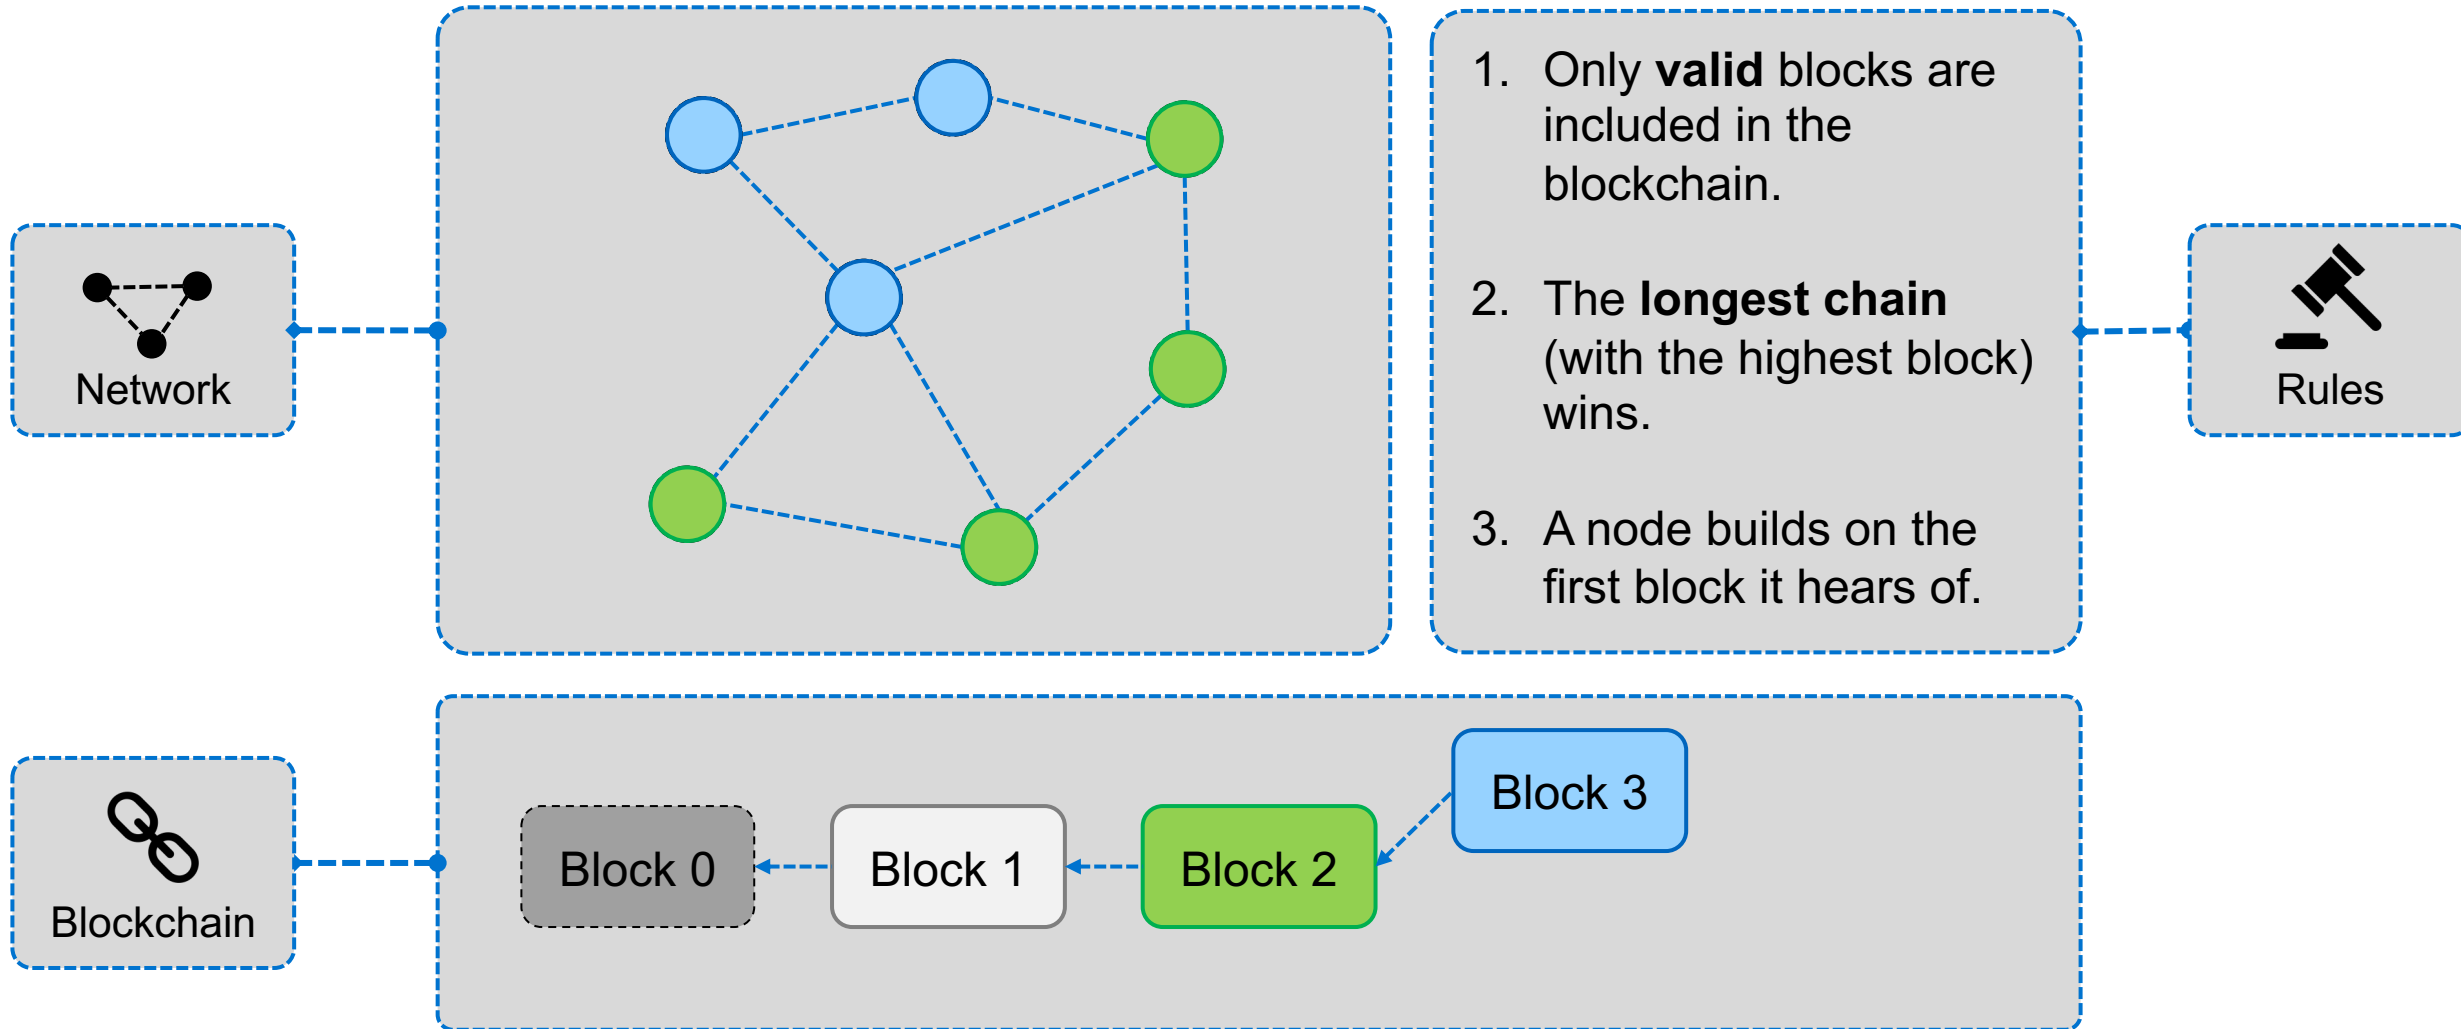 Network
1. Only valid blocks are
included in the
blockchain.
2. The longest chain
(with the highest block)
wins.
3. A node builds on the
first block it hears of.
Rules
Blockchain
Block 0
Block 1
Block 2
Block 3